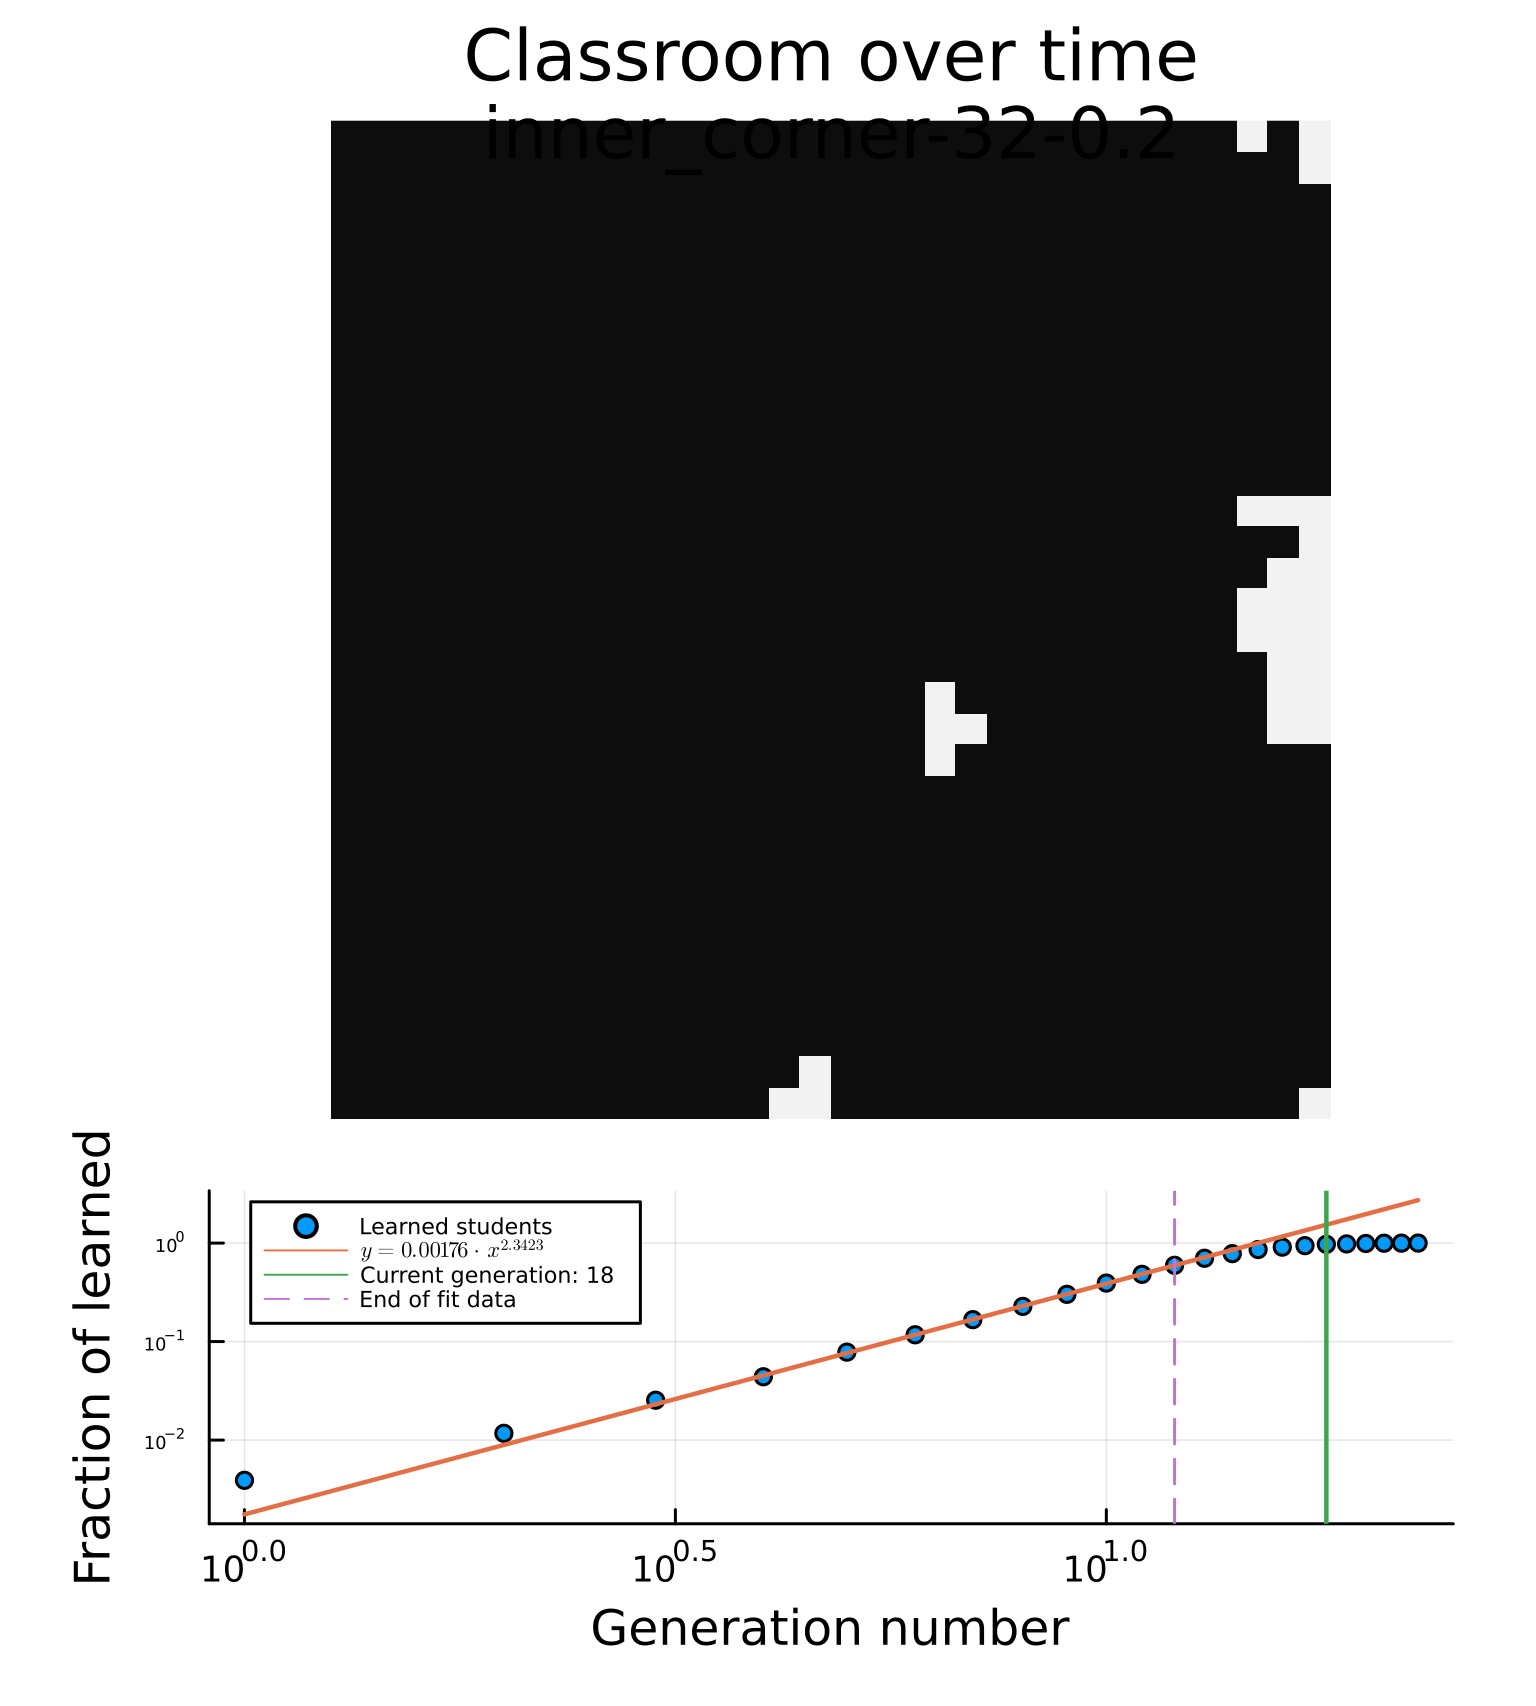 Classroom over time
inner_corner-32-0.2
Fraction of learned
10^0
10^−1
10^−2
Learned students
y = 0.00176 · x^2.3423
Current generation: 18
End of fit data
10^0.0 10^0.5 10^1.0
Generation number